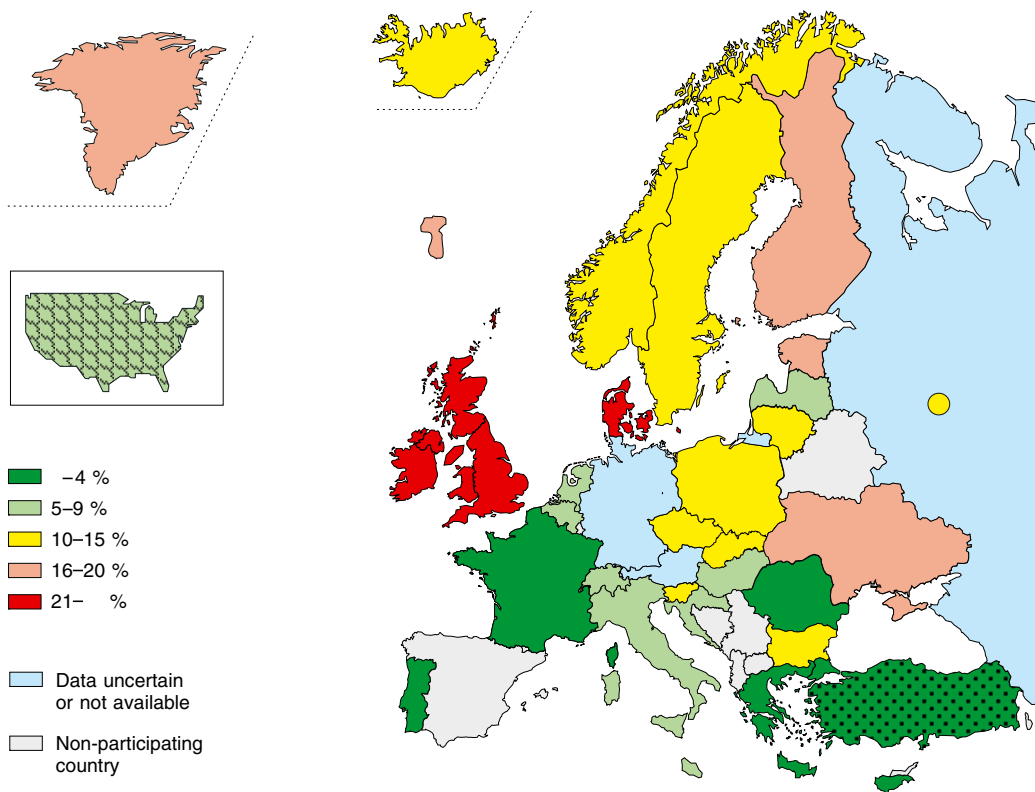 –4 %
5–9 %
10–15 %
16–20 %
21– %
Data uncertain
or not available
Non-participating
country